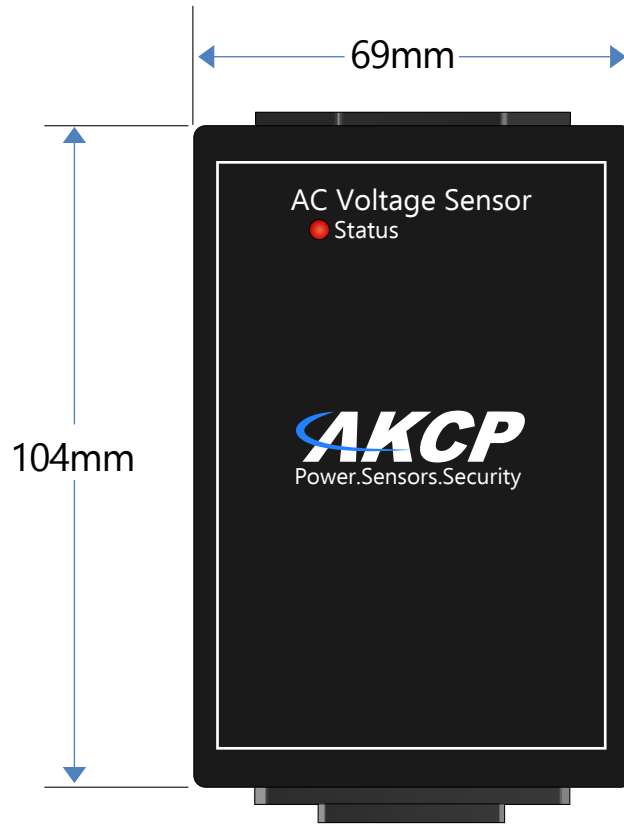 69mm
AC Voltage Sensor
Status
104mm
AKCP
Power.Sensors.Security